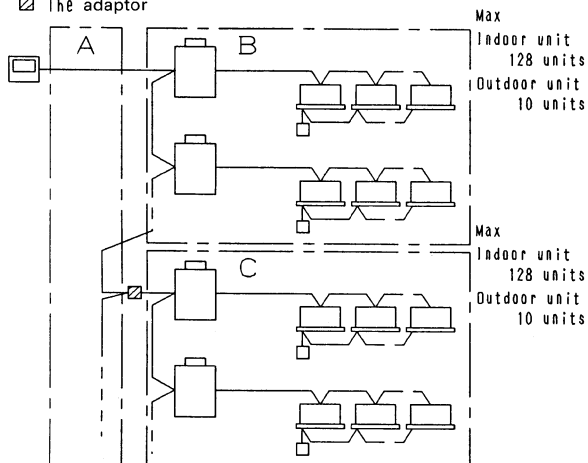 The adaptor
A
B
Max
Indoor unit
128 units
Outdoor unit
10 units
C
Max
Indoor unit
128 units
Outdoor unit
10 units